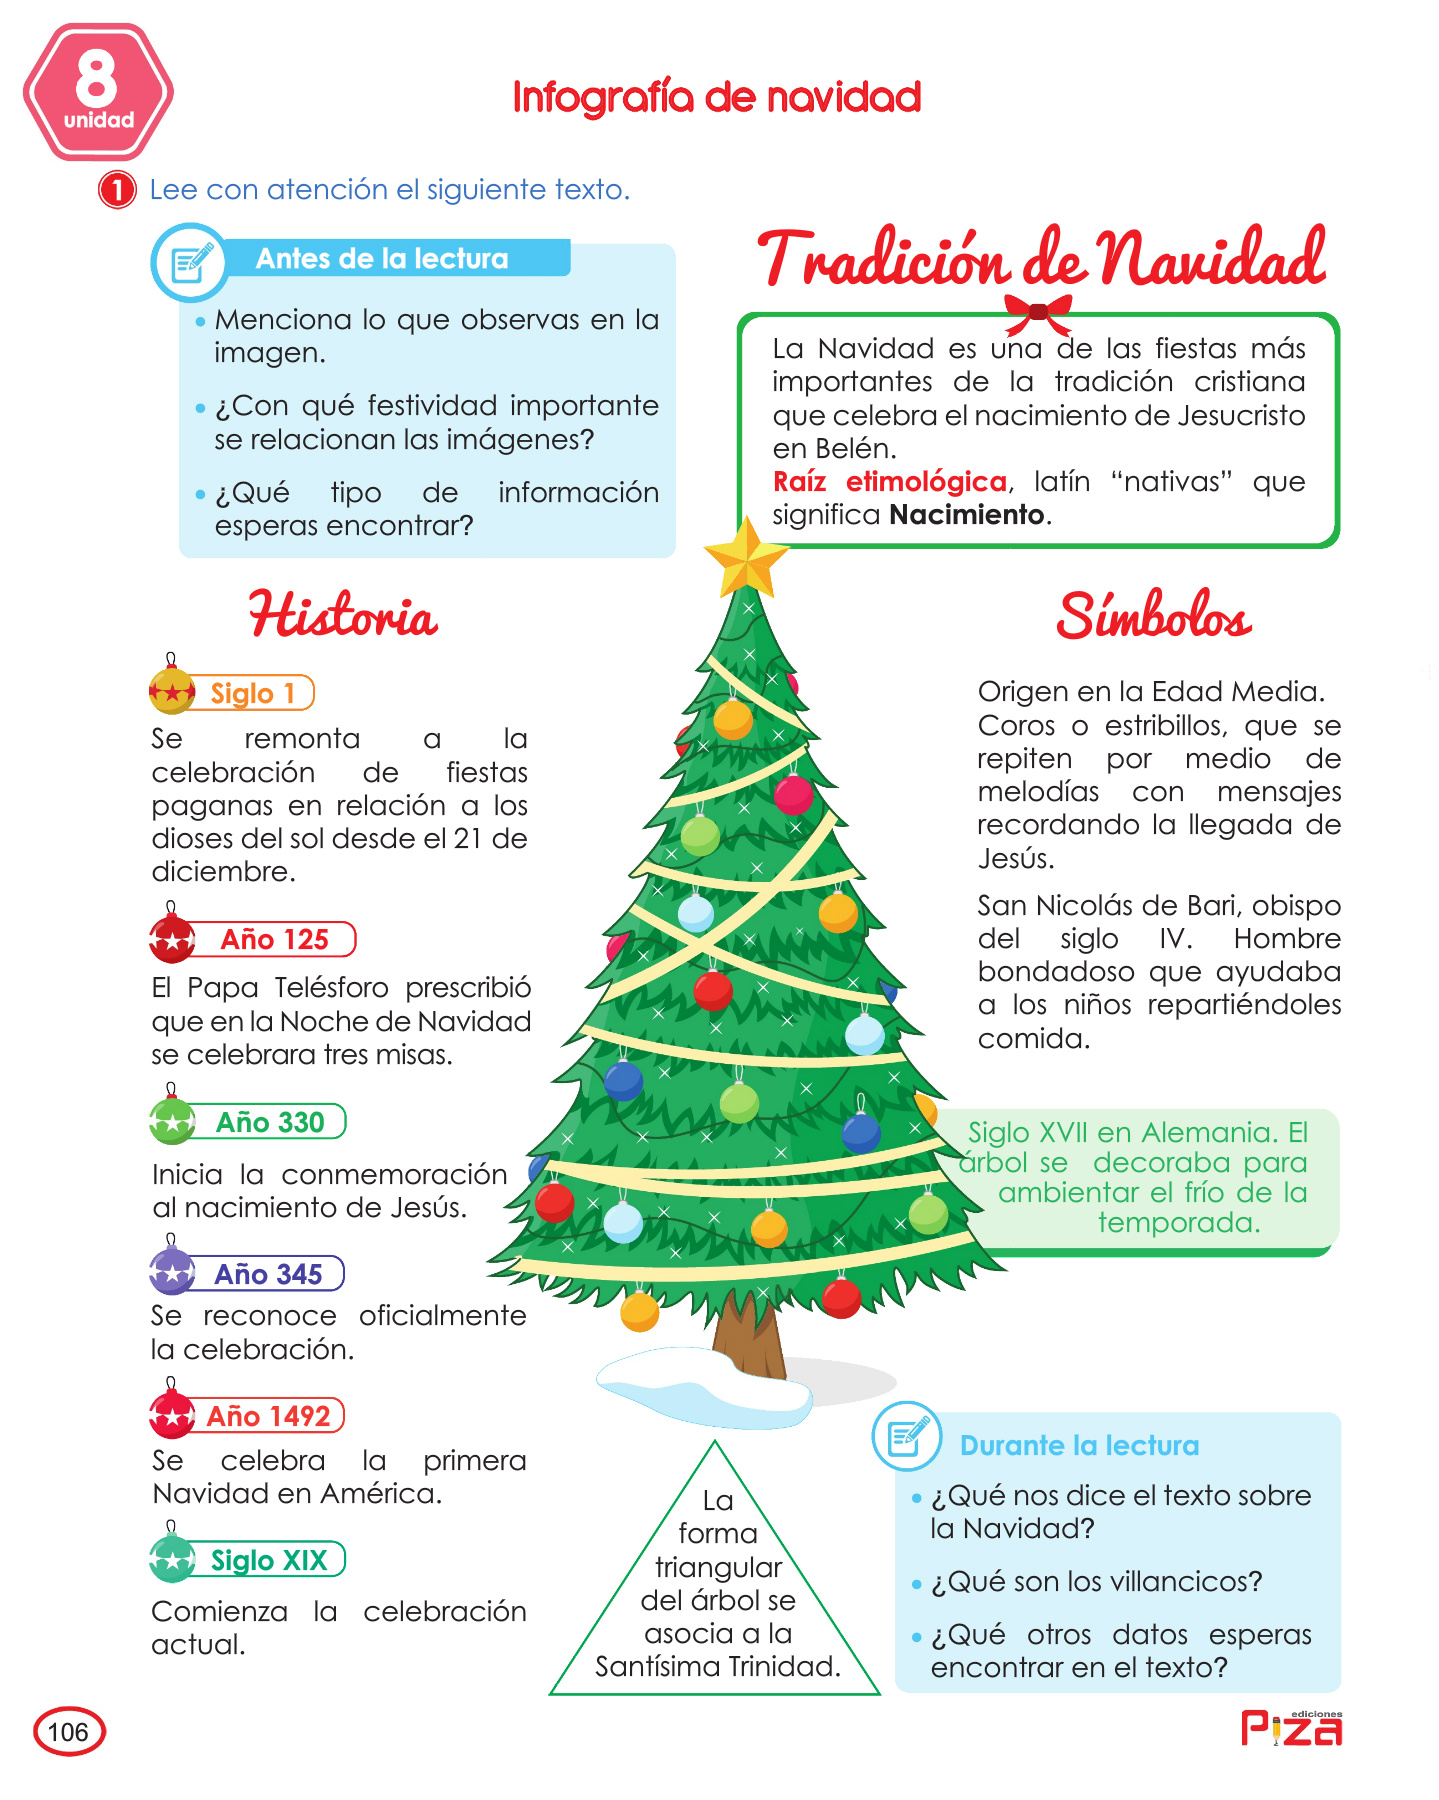 8
unidad
Infografía de navidad
1 Lee con atención el siguiente texto.
Antes de la lectura
• Menciona lo que observas en la
imagen.
• ¿Con qué festividad importante
se relacionan las imágenes?
• ¿Qué tipo de información
esperas encontrar?
Tradición de Navidad
La Navidad es una de las fiestas más
importantes de la tradición cristiana
que celebra el nacimiento de Jesucristo
en Belén.
Raíz etimológica, latín “nativas” que
significa Nacimiento.
Historia
Siglo 1
Se remonta a la
celebración de fiestas
paganas en relación a los
dioses del sol desde el 21 de
diciembre.
Año 125
El Papa Telésforo prescribió
que en la Noche de Navidad
se celebrara tres misas.
Año 330
Inicia la conmemoración
al nacimiento de Jesús.
Año 345
Se reconoce oficialmente
la celebración.
Año 1492
Se celebra la primera
Navidad en América.
Siglo XIX
Comienza la celebración
actual.
Símbolos
Origen en la Edad Media.
Coros o estribillos, que se
repiten por medio de
melodías con mensajes
recordando la llegada de
Jesús.
San Nicolás de Bari, obispo
del siglo IV. Hombre
bondadoso que ayudaba
a los niños repartiéndoles
comida.
Siglo XVII en Alemania. El
árbol se decoraba para
ambientar el frío de la
temporada.
La
forma
triangular
del árbol se
asocia a la
Santísima Trinidad.
Durante la lectura
• ¿Qué nos dice el texto sobre
la Navidad?
• ¿Qué son los villancicos?
• ¿Qué otros datos esperas
encontrar en el texto?
106
ediciones
Piza